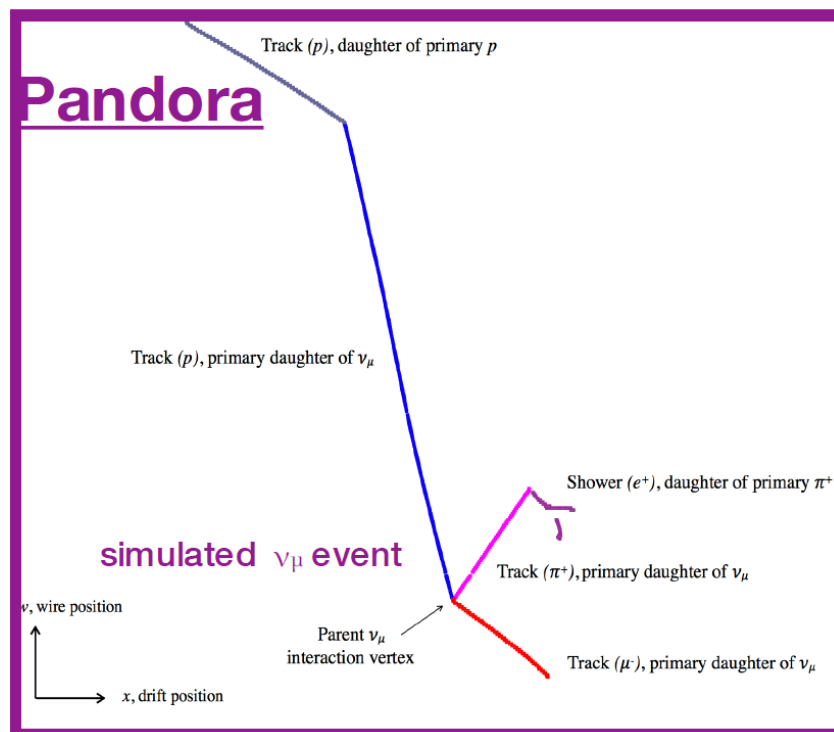 Track (p), daughter of primary p
Pandora
Track (p), primary daughter of νμ
Shower (e⁺), daughter of primary π⁺
simulated νμ event
Track (π⁺), primary daughter of νμ
w, wire position
Parent νμ
interaction vertex
Track (μ⁻), primary daughter of νμ
x, drift position